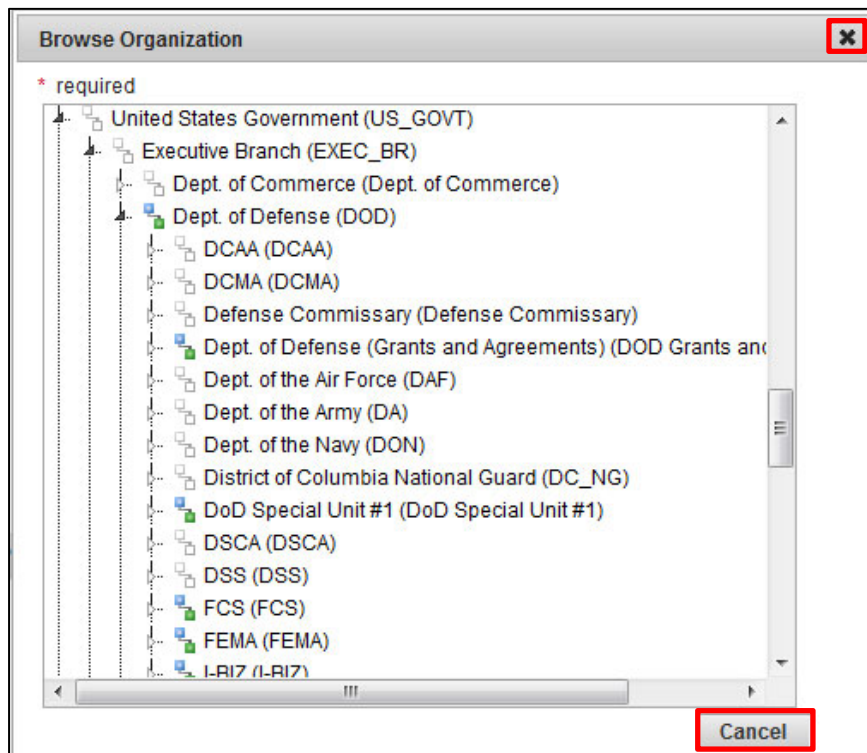 Browse Organization
* required
United States Government (US_GOVT)
Executive Branch (EXEC_BR)
Dept. of Commerce (Dept. of Commerce)
Dept. of Defense (DOD)
DCAA (DCAA)
DCMA (DCMA)
Defense Commissary (Defense Commissary)
Dept. of Defense (Grants and Agreements) (DOD Grants and
Dept. of the Air Force (DAF)
Dept. of the Army (DA)
Dept. of the Navy (DON)
District of Columbia National Guard (DC_NG)
DoD Special Unit #1 (DoD Special Unit #1)
DSCA (DSCA)
DSS (DSS)
FCS (FCS)
FEMA (FEMA)
I-BIZ (I-BIZ)
Cancel